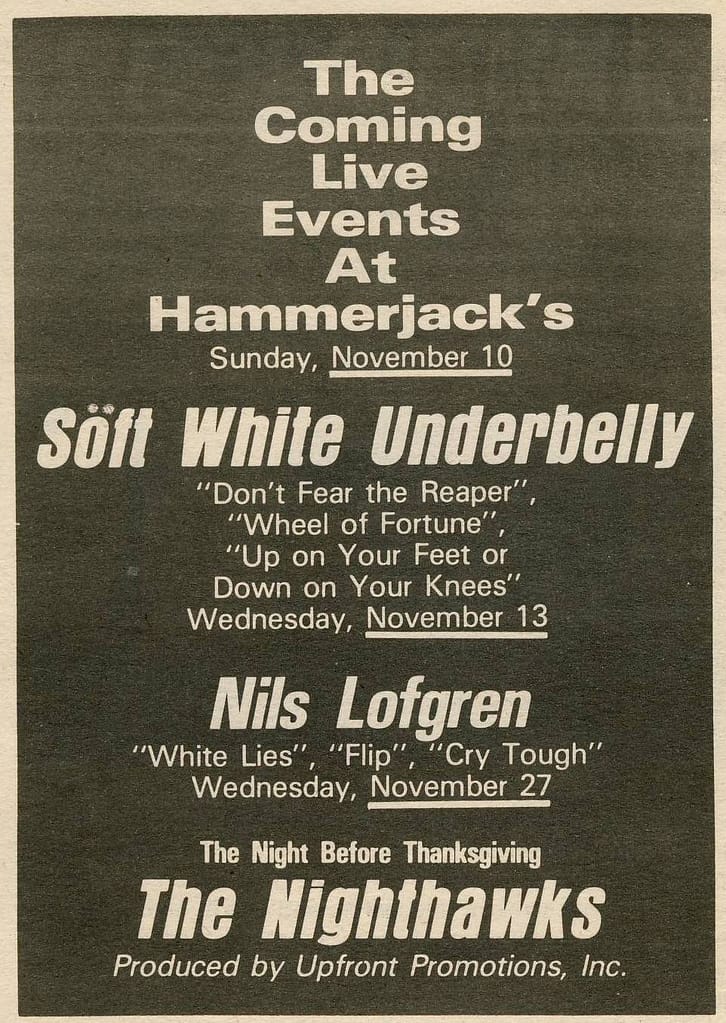 The
Coming
Live
Events
At
Hammerjack's
Sunday, November 10
Söft White Underbelly
"Don't Fear the Reaper",
"Wheel of Fortune",
"Up on Your Feet or
Down on Your Knees"
Wednesday, November 13
Nils Lofgren
"White Lies", "Flip", "Cry Tough"
Wednesday, November 27
The Night Before Thanksgiving
The Nighthawks
Produced by Upfront Promotions, Inc.